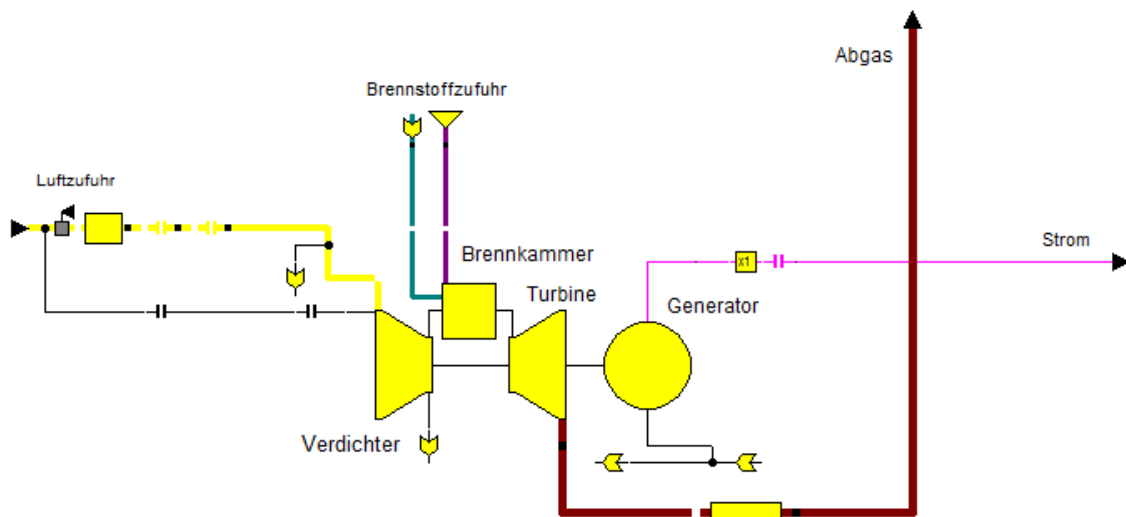 Abgas
Brennstoffzufuhr
Luftzufuhr
Strom
Brennkammer
X1
Turbine
Generator
Verdichter